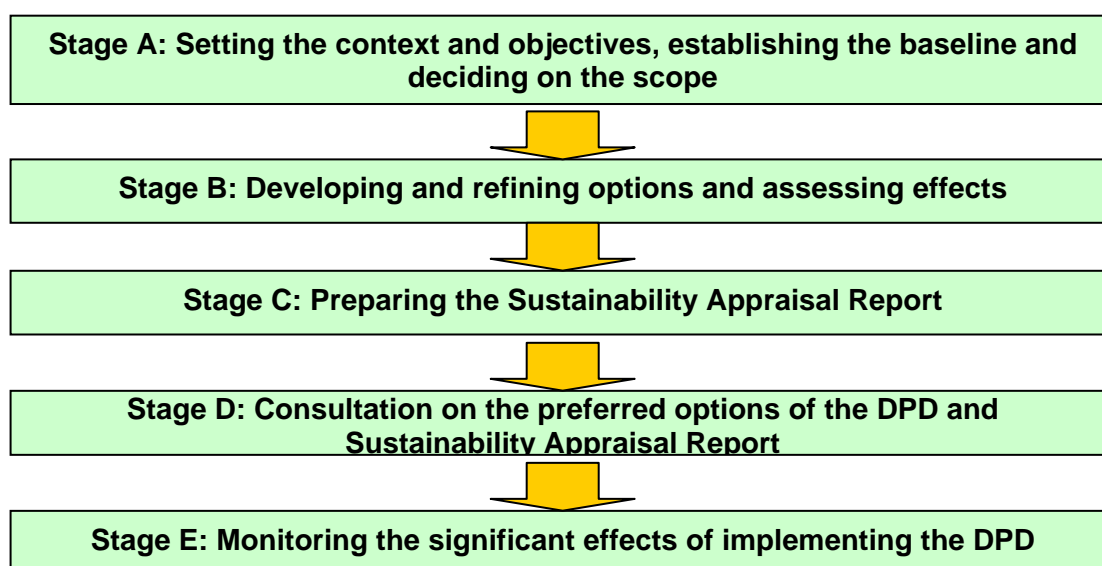 Stage A: Setting the context and objectives, establishing the baseline and
deciding on the scope
Stage B: Developing and refining options and assessing effects
Stage C: Preparing the Sustainability Appraisal Report
Stage D: Consultation on the preferred options of the DPD and
Sustainability Appraisal Report
Stage E: Monitoring the significant effects of implementing the DPD